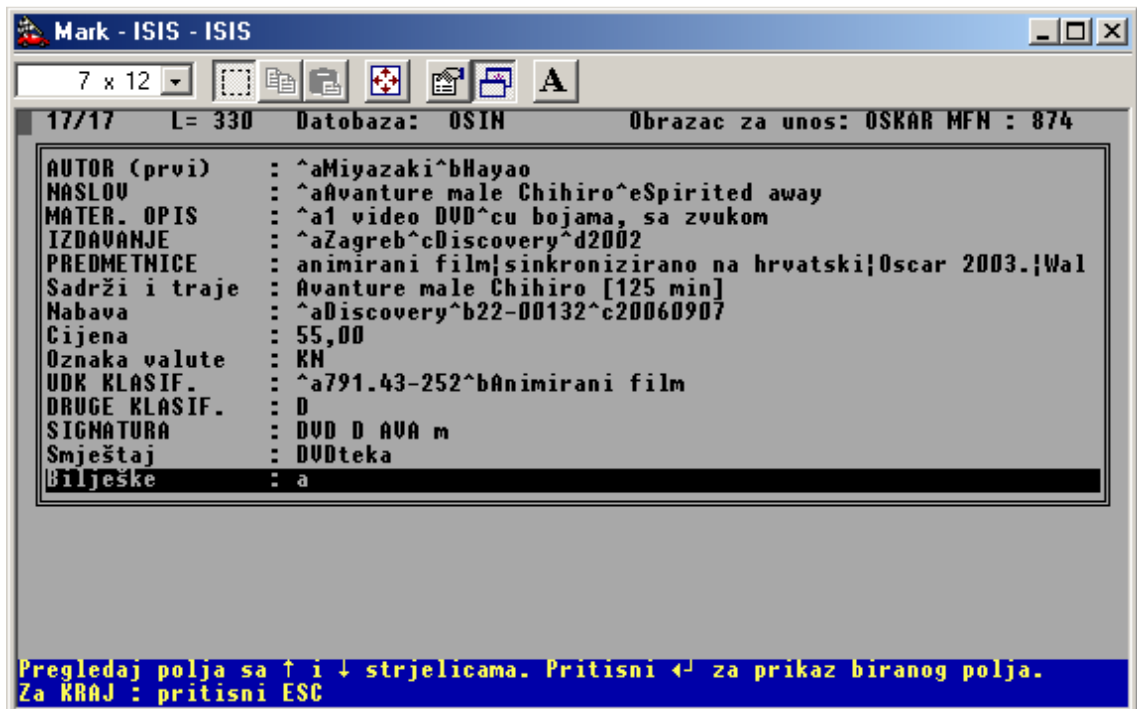 Mark - ISIS - ISIS
7 x 12
A
17/17 L= 330 Datobaza: OSIN Obrazac za unos: OSKAR MFN : 874
AUTOR (prvi) : ^aMiyazaki^bHayao
NASLOV : ^aAvanture male Chihiro^eSpirited away
MATER. OPIS : ^a1 video DVD^cu bojama, sa zvukom
IZDAVANJE : ^aZagreb^cDiscovery^d2002
PREDMETNICE : animirani film¦sinkronizirano na hrvatski¦Oscar 2003.¦Wal
Sadrži i traje : Avanture male Chihiro [125 min]
Nabava : ^aDiscovery^b22-00132^c20060907
Cijena : 55,00
Oznaka valute : KN
UDK KLASIF. : ^a791.43-252^bAnimirani film
DRUGE KLASIF. : D
SIGNATURA : DVD D AVA m
Smještaj : DVDteka
Bilješke : a
Pregledaj polja sa ↑ i ↓ strjelicama. Pritisni ↵ za prikaz biranog polja.
Za KRAJ : pritisni ESC